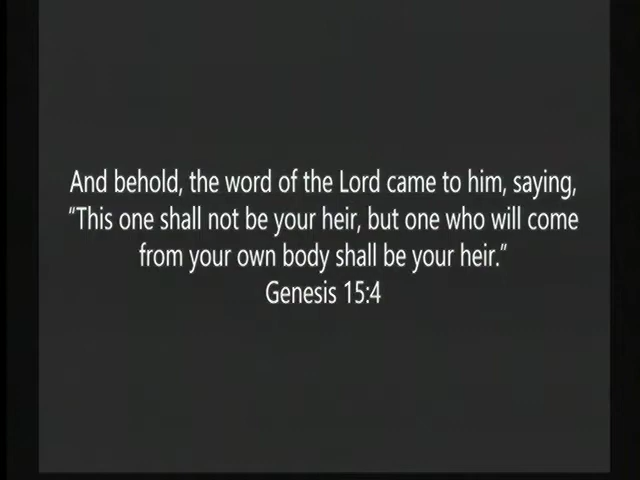 And behold, the word of the Lord came to him, saying,
“This one shall not be your heir, but one who will come
from your own body shall be your heir.”
Genesis 15:4